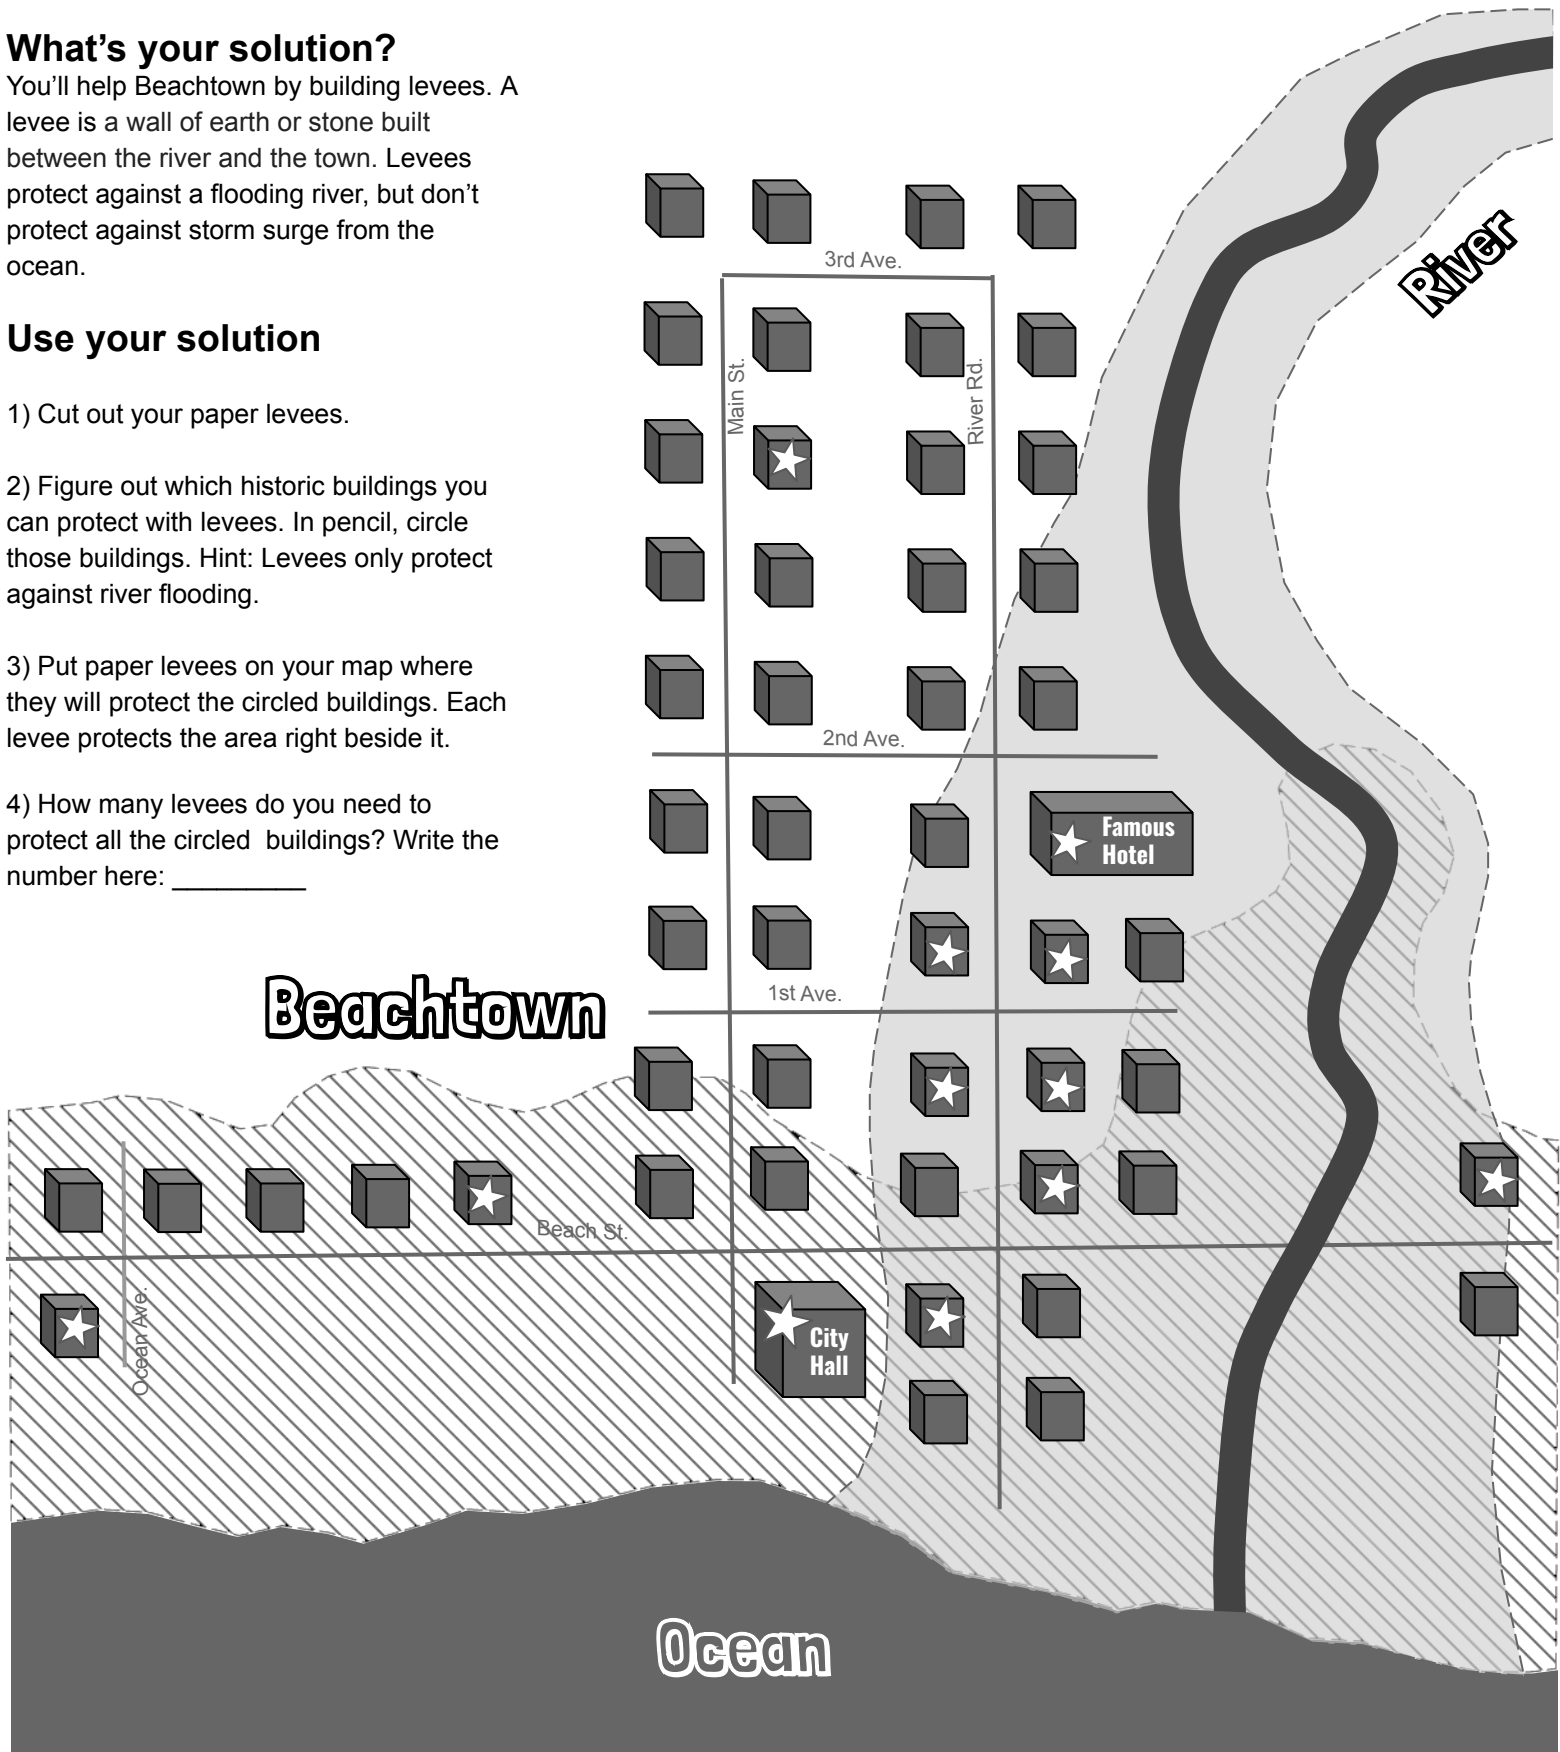 What’s your solution?
You’ll help Beachtown by building levees. A
levee is a wall of earth or stone built
between the river and the town. Levees
protect against a flooding river, but don’t
protect against storm surge from the
ocean.
Use your solution
1) Cut out your paper levees.
2) Figure out which historic buildings you
can protect with levees. In pencil, circle
those buildings. Hint: Levees only protect
against river flooding.
3) Put paper levees on your map where
they will protect the circled buildings. Each
levee protects the area right beside it.
4) How many levees do you need to
protect all the circled  buildings? Write the
number here: _________
River
3rd Ave.
Main St.
River Rd.
2nd Ave.
Famous
Hotel
Beachtown
1st Ave.
Beach St.
Ocean Ave.
City
Hall
Ocean